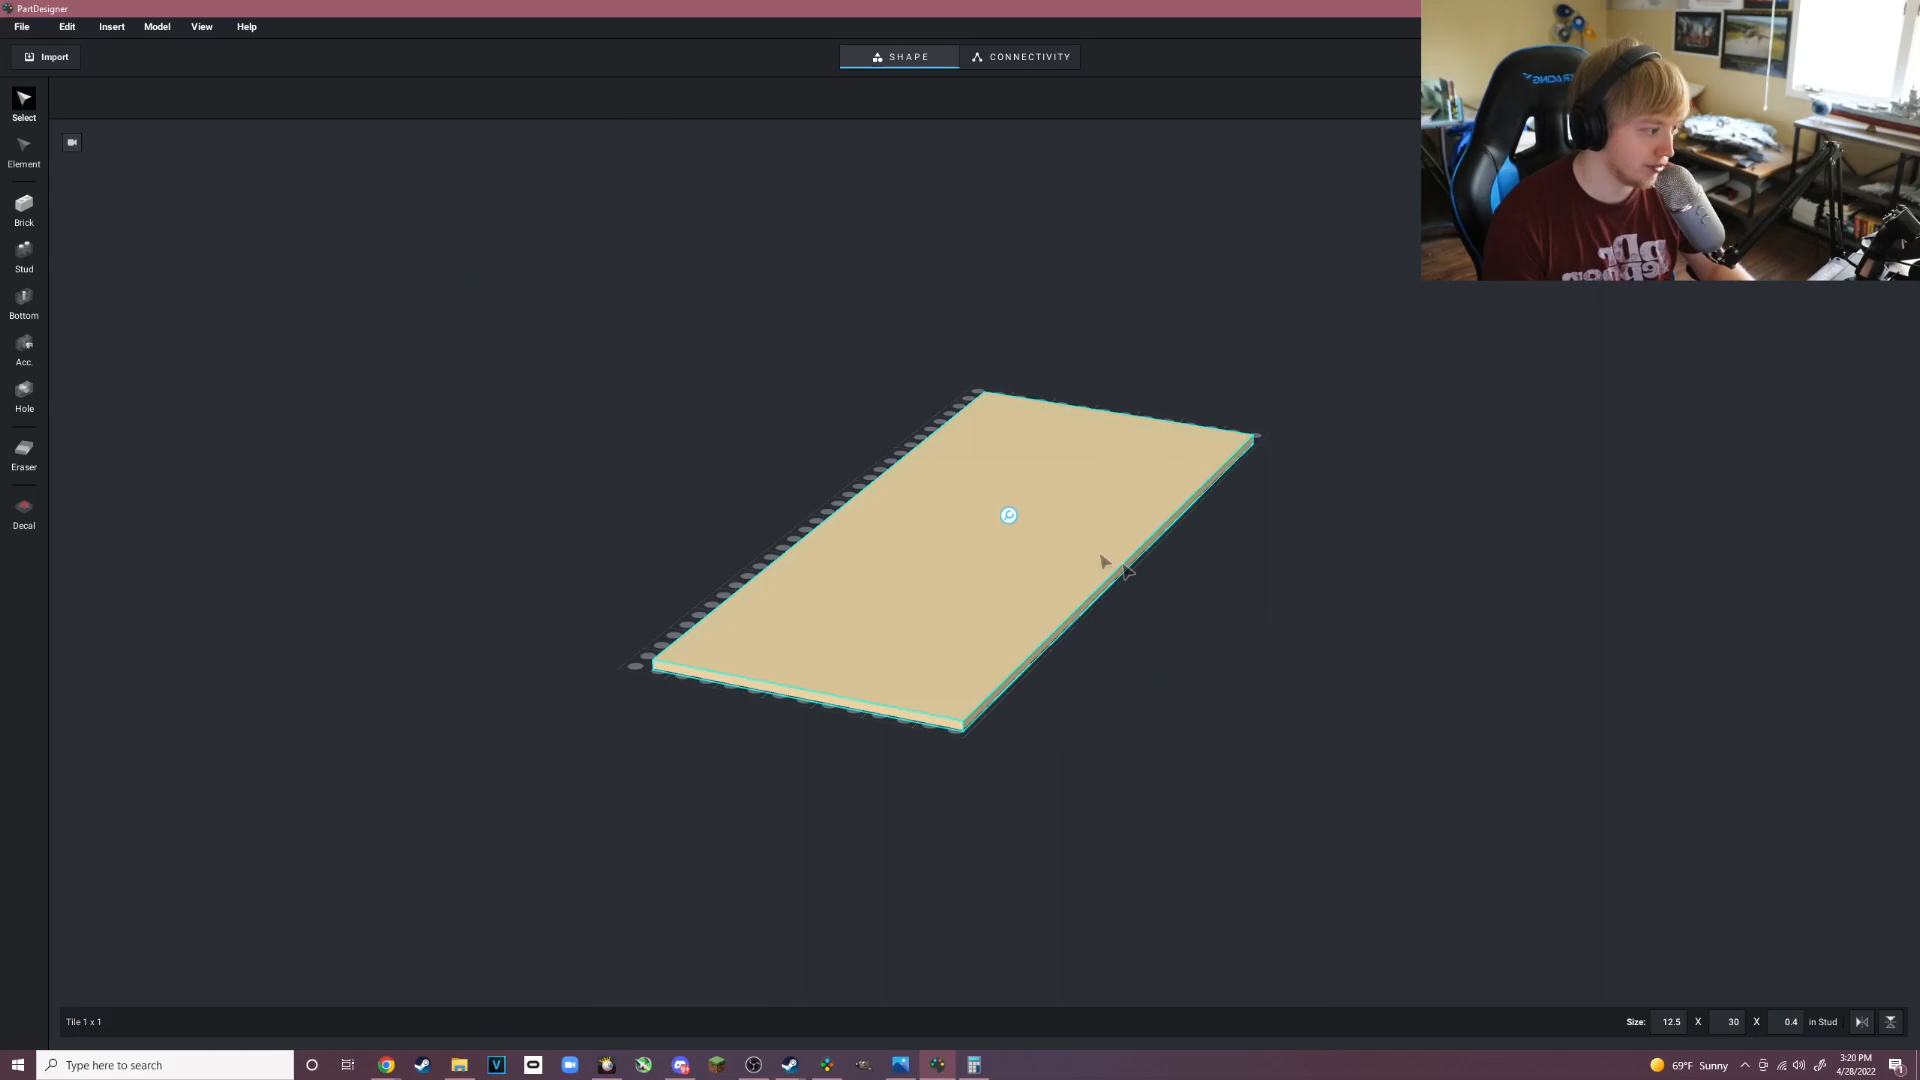 PartDesigner
File Edit Insert Model View Help
Import
SHAPE CONNECTIVITY
Select
Element
Brick
Stud
Bottom
Acc.
Hole
Eraser
Decal
Tile 1 x 1
Size: 12.5 X 30 X 0.4 in Stud
Type here to search
69°F Sunny
3:20 PM
4/28/2022